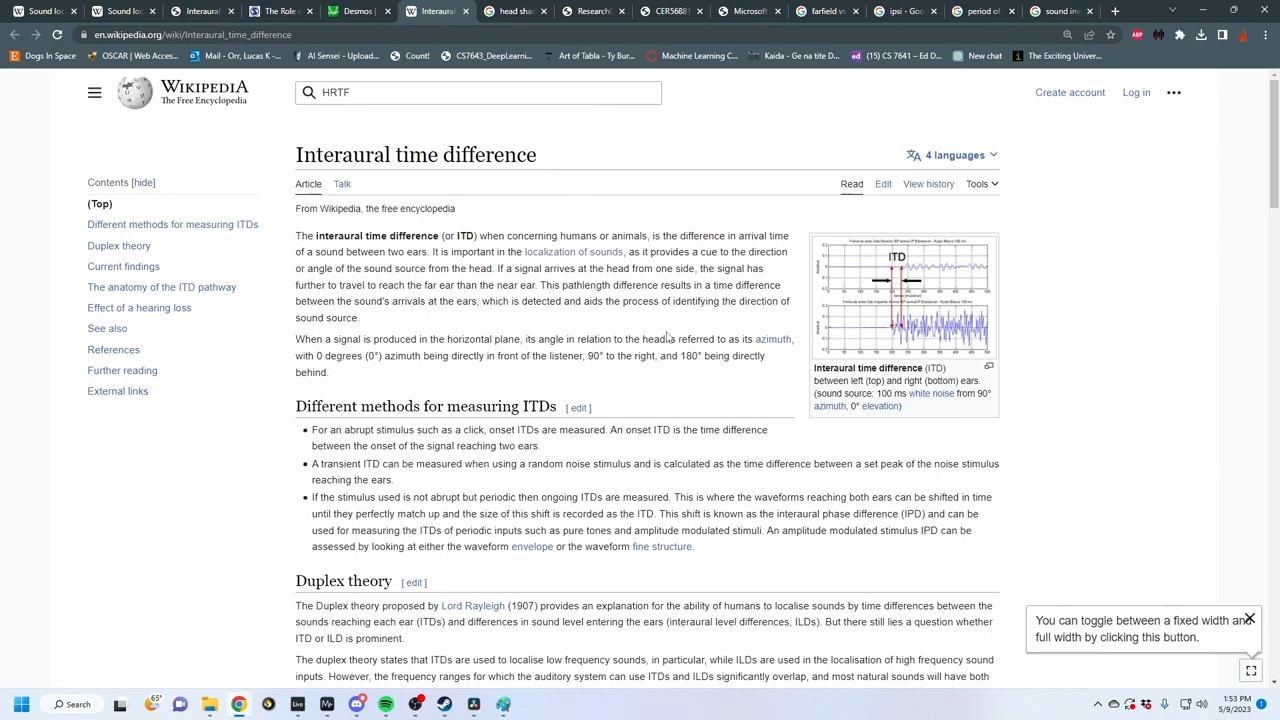 Sound loc
Sound lo
The Role
Interaural
head sha
Research
CER56881
Microsof
farfield vs
period of
sound inv
en.wikipedia.org/wiki/Interaural_time_difference
ABP
Dogs In Space
OSCAR | Web Acces...
Mail - Orr, Lucas K -...
AI Sensei - Upload...
Count!
CS7643_DeepLearne...
Art of Tabla - Ty Bur...
Machine Learning C...
Kaida - Ge na tite D...
(15) CS 7641 – Ed D...
New chat
The Exciting Univer...
WIKIPEDIA
The Free Encyclopedia
HRTF
Create account
Log in
Interaural time difference
4 languages
Contents [hide]
(Top)
Different methods for measuring ITDs
Duplex theory
Current findings
The anatomy of the ITD pathway
Effect of a hearing loss
See also
References
Further reading
External links
Article Talk
Read Edit View history Tools
From Wikipedia, the free encyclopedia
The interaural time difference (or ITD) when concerning humans or animals, is the difference in arrival time
of a sound between two ears. It is important in the localization of sounds, as it provides a cue to the direction
or angle of the sound source from the head. If a signal arrives at the head from one side, the signal has
further to travel to reach the far ear than the near ear. This pathlength difference results in a time difference
between the sound's arrivals at the ears, which is detected and aids the process of identifying the direction of
sound source.
When a signal is produced in the horizontal plane, its angle in relation to the head is referred to as its azimuth,
with 0 degrees (0°) azimuth being directly in front of the listener, 90° to the right, and 180° being directly
behind.
ITD
Interaural time difference (ITD)
between left (top) and right (bottom) ears.
(sound source: 100 ms white noise from 90°
azimuth, 0° elevation)
Different methods for measuring ITDs [ edit ]
For an abrupt stimulus such as a click, onset ITDs are measured. An onset ITD is the time difference
between the onset of the signal reaching two ears.
A transient ITD can be measured when using a random noise stimulus and is calculated as the time difference between a set peak of the noise stimulus
reaching the ears.
If the stimulus used is not abrupt but periodic then ongoing ITDs are measured. This is where the waveforms reaching both ears can be shifted in time
until they perfectly match up and the size of this shift is recorded as the ITD. This shift is known as the interaural phase difference (IPD) and can be
used for measuring the ITDs of periodic inputs such as pure tones and amplitude modulated stimuli. An amplitude modulated stimulus IPD can be
assessed by looking at either the waveform envelope or the waveform fine structure.
Duplex theory [ edit ]
The Duplex theory proposed by Lord Rayleigh (1907) provides an explanation for the ability of humans to localise sounds by time differences between the
sounds reaching each ear (ITDs) and differences in sound level entering the ears (interaural level differences, ILDs). But there still lies a question whether
ITD or ILD is prominent.
The duplex theory states that ITDs are used to localise low frequency sounds, in particular, while ILDs are used in the localisation of high frequency sound
inputs. However, the frequency ranges for which the auditory system can use ITDs and ILDs significantly overlap, and most natural sounds will have both
You can toggle between a fixed width and
full width by clicking this button.
Search
65°
Live
1:53 PM
5/9/2023